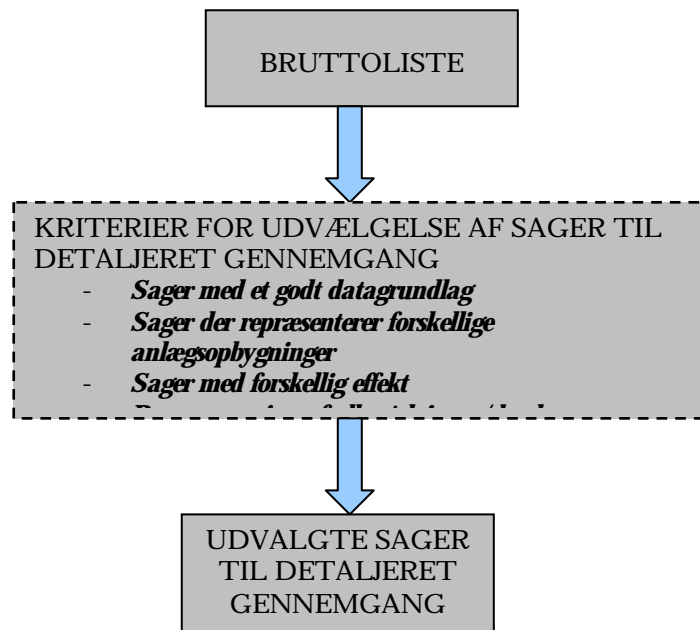 BRUTTOLISTE
KRITERIER FOR UDVÆLGELSE AF SAGER TIL
DETALJERET GENNEMGANG
- Sager med et godt datagrundlag
- Sager der repræsenterer forskellige
anlægsopbygninger
- Sager med forskellig effekt
UDVALGTE SAGER
TIL DETALJERET
GENNEMGANG